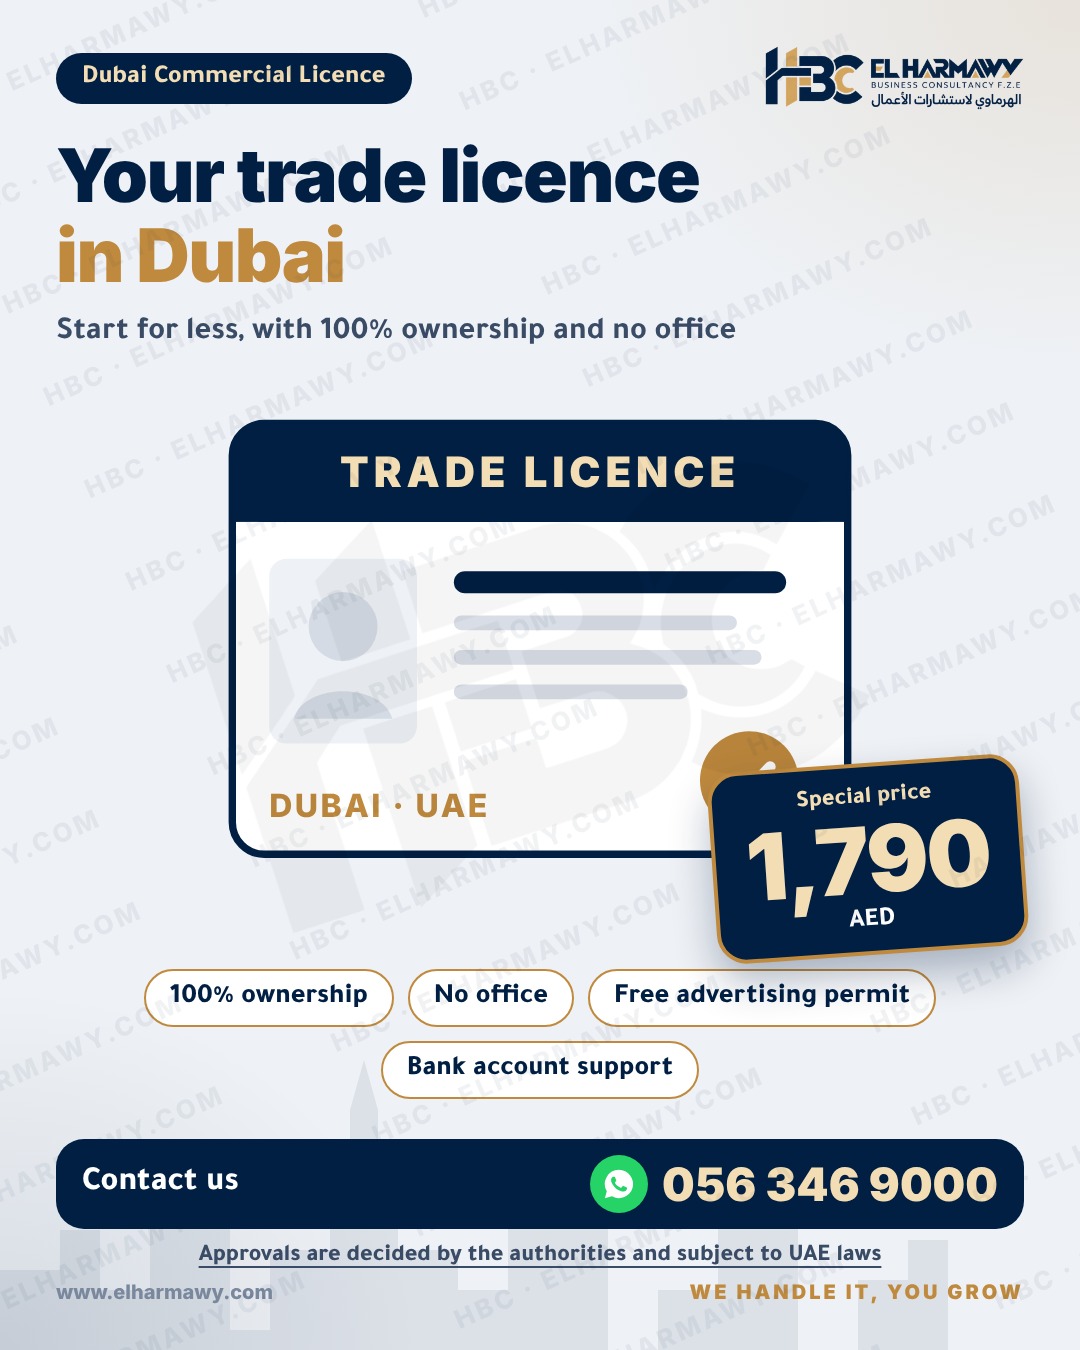 Dubai Commercial Licence
HBC EL HARMAWY
BUSINESS CONSULTANCY F.Z.E
الهرماوي لاستشارات الأعمال
Your trade licence
in Dubai
Start for less, with 100% ownership and no office
TRADE LICENCE
DUBAI · UAE
Special price
1,790
AED
100% ownership
No office
Free advertising permit
Bank account support
Contact us
056 346 9000
Approvals are decided by the authorities and subject to UAE laws
www.elharmawy.com
WE HANDLE IT, YOU GROW
HBC · ELHARMAWY.COM